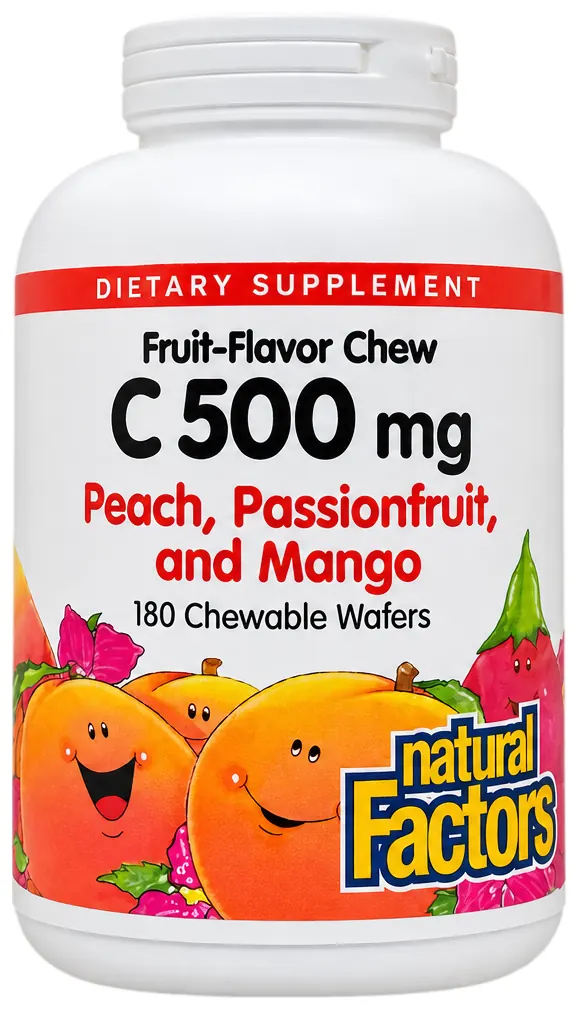 DIETARY SUPPLEMENT
Fruit-Flavor Chew
C 500 mg
Peach, Passionfruit,
and Mango
180 Chewable Wafers
natural
Factors